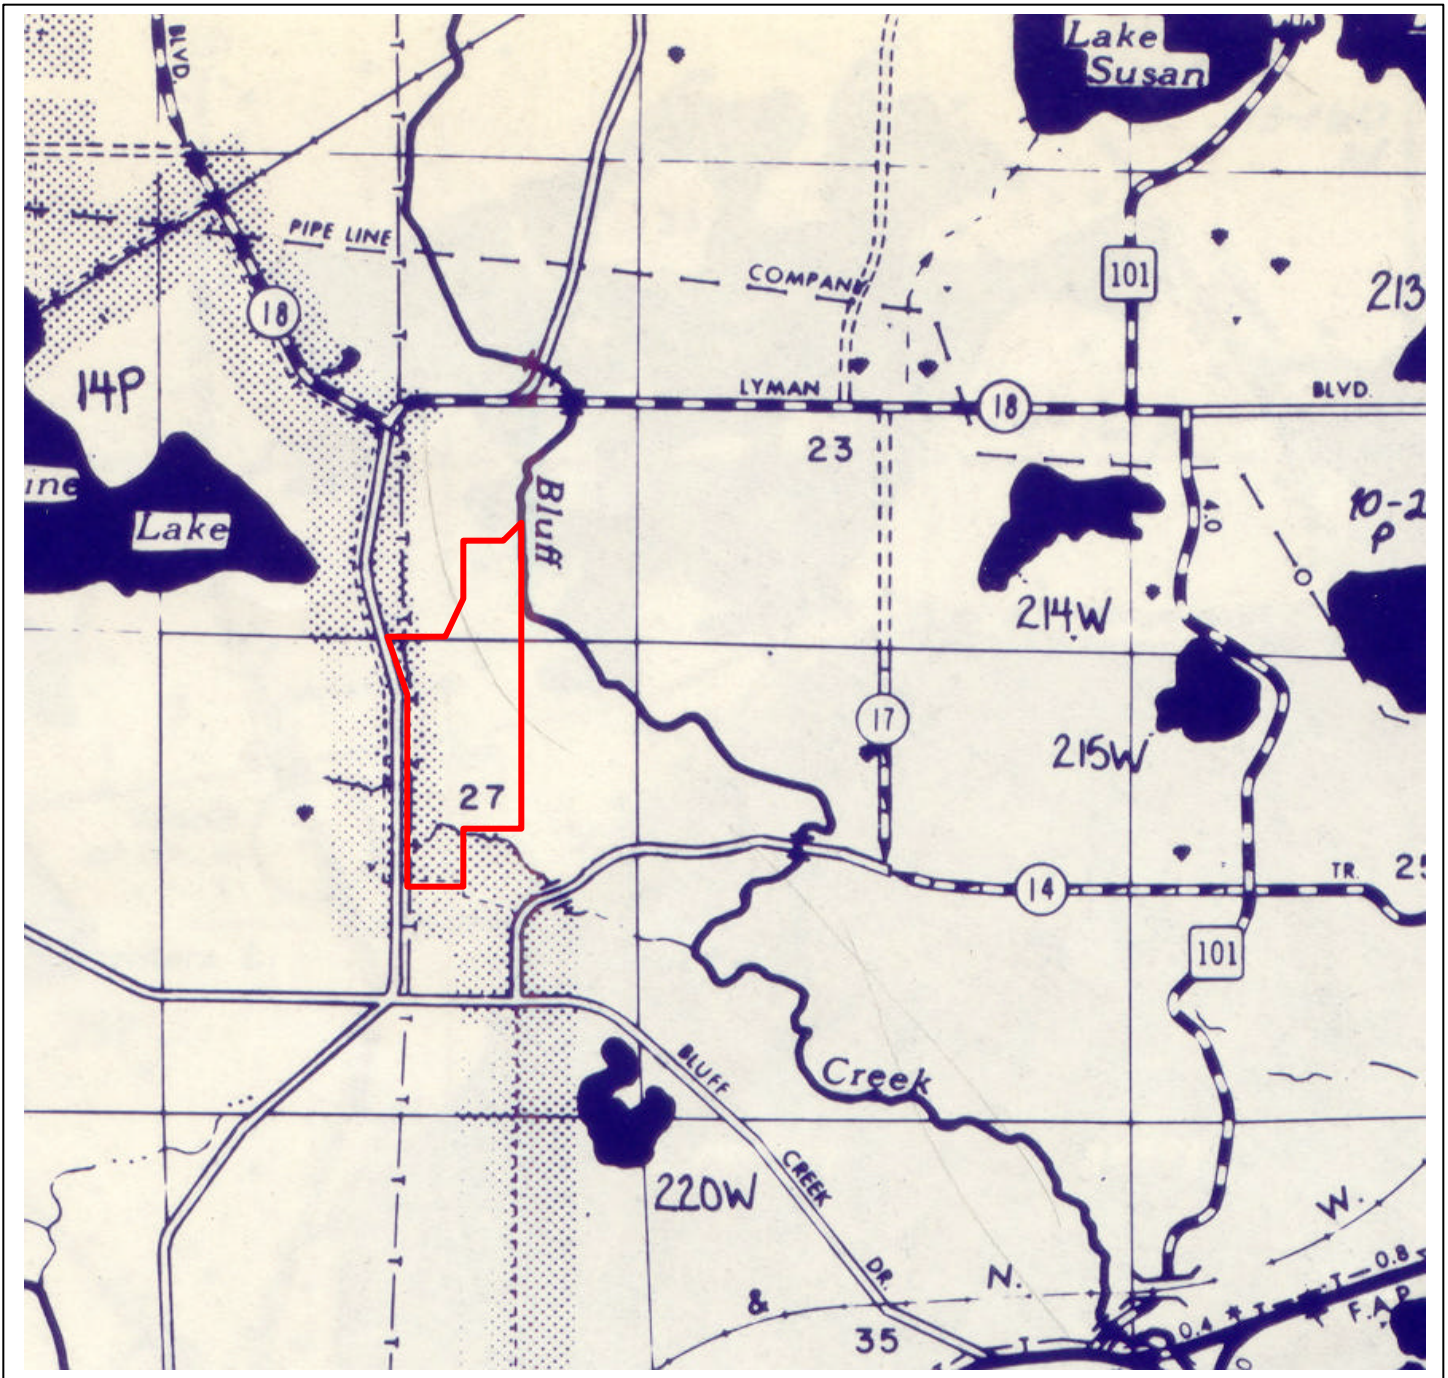 BLVD.
Lake
Susan
PIPE LINE
COMPANY
101
213
18
14P
LYMAN
18
BLVD.
23
ine
Lake
Bluff
4.0
10-2
P
214W
17
215W
27
14
TR.
25
101
BLUFF
CREEK
DR.
Creek
220W
W.
N.
&
0.8
F.A.P.
0.4
35